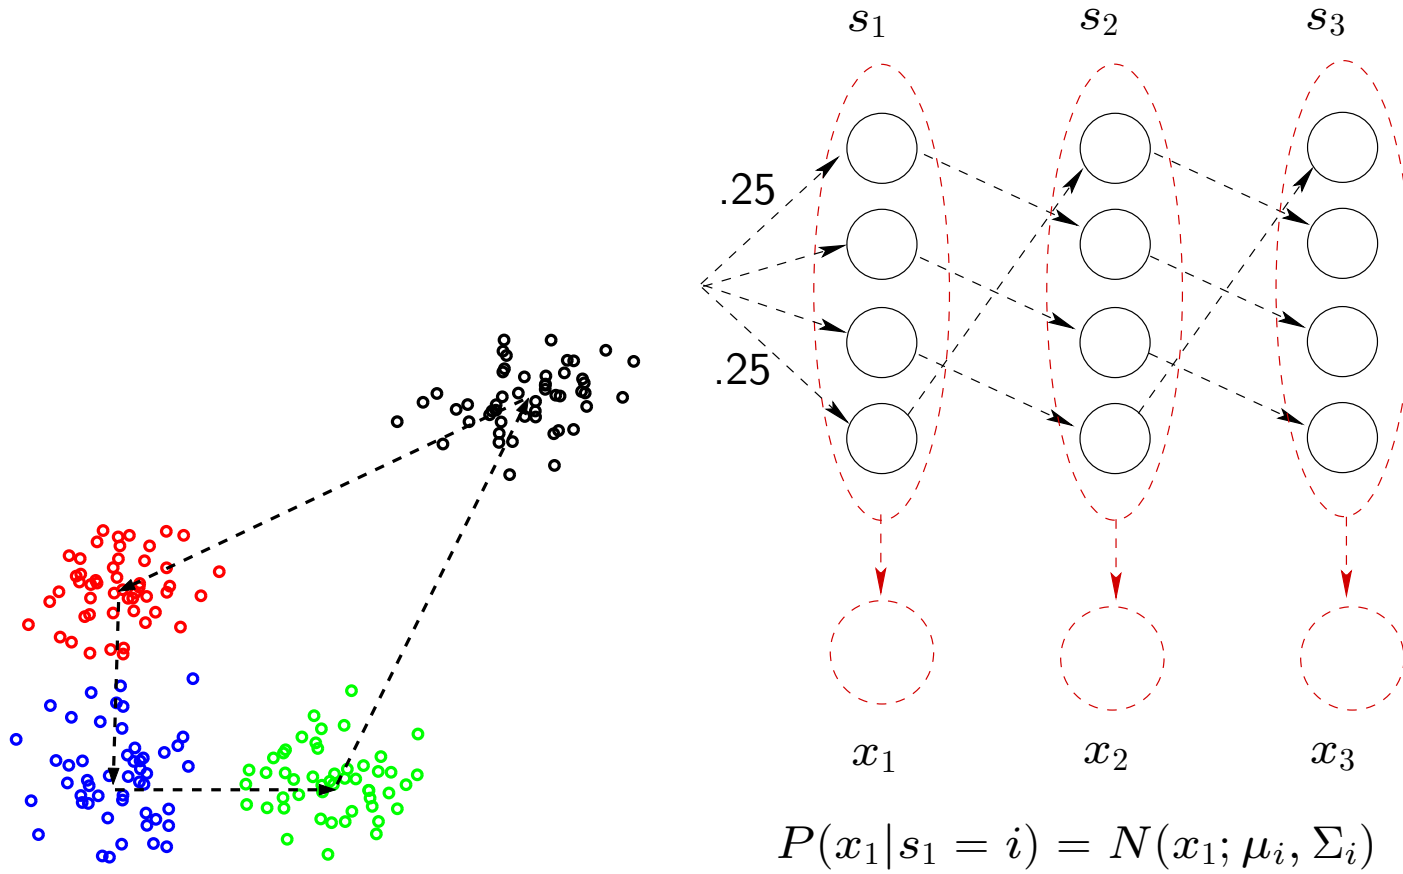 s₁ s₂ s₃
.25
.25
x₁ x₂ x₃
P(x₁|s₁ = i) = N(x₁; μᵢ, Σᵢ)